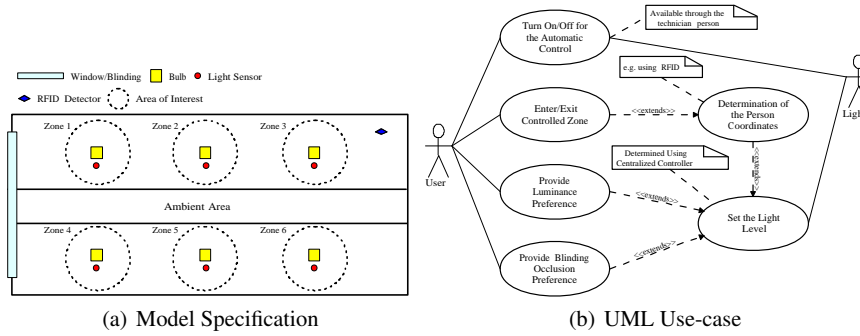 Window/Blinding Bulb Light Sensor
RFID Detector Area of Interest
Zone 1 Zone 2 Zone 3
Ambient Area
Zone 4 Zone 5 Zone 6
(a) Model Specification
Turn On/Off for
the Automatic
Control
Available through the
technician person
e.g. using RFID
Enter/Exit
Controlled Zone
<<extends>>
Determination of
the Person
Coordinates
User
Light
Determined Using
Centralized Controller
<<extends>>
Provide
Luminance
Preference
<<extends>>
Set the Light
Level
Provide Blinding
Occlusion
Preference
<<extends>>
(b) UML Use-case